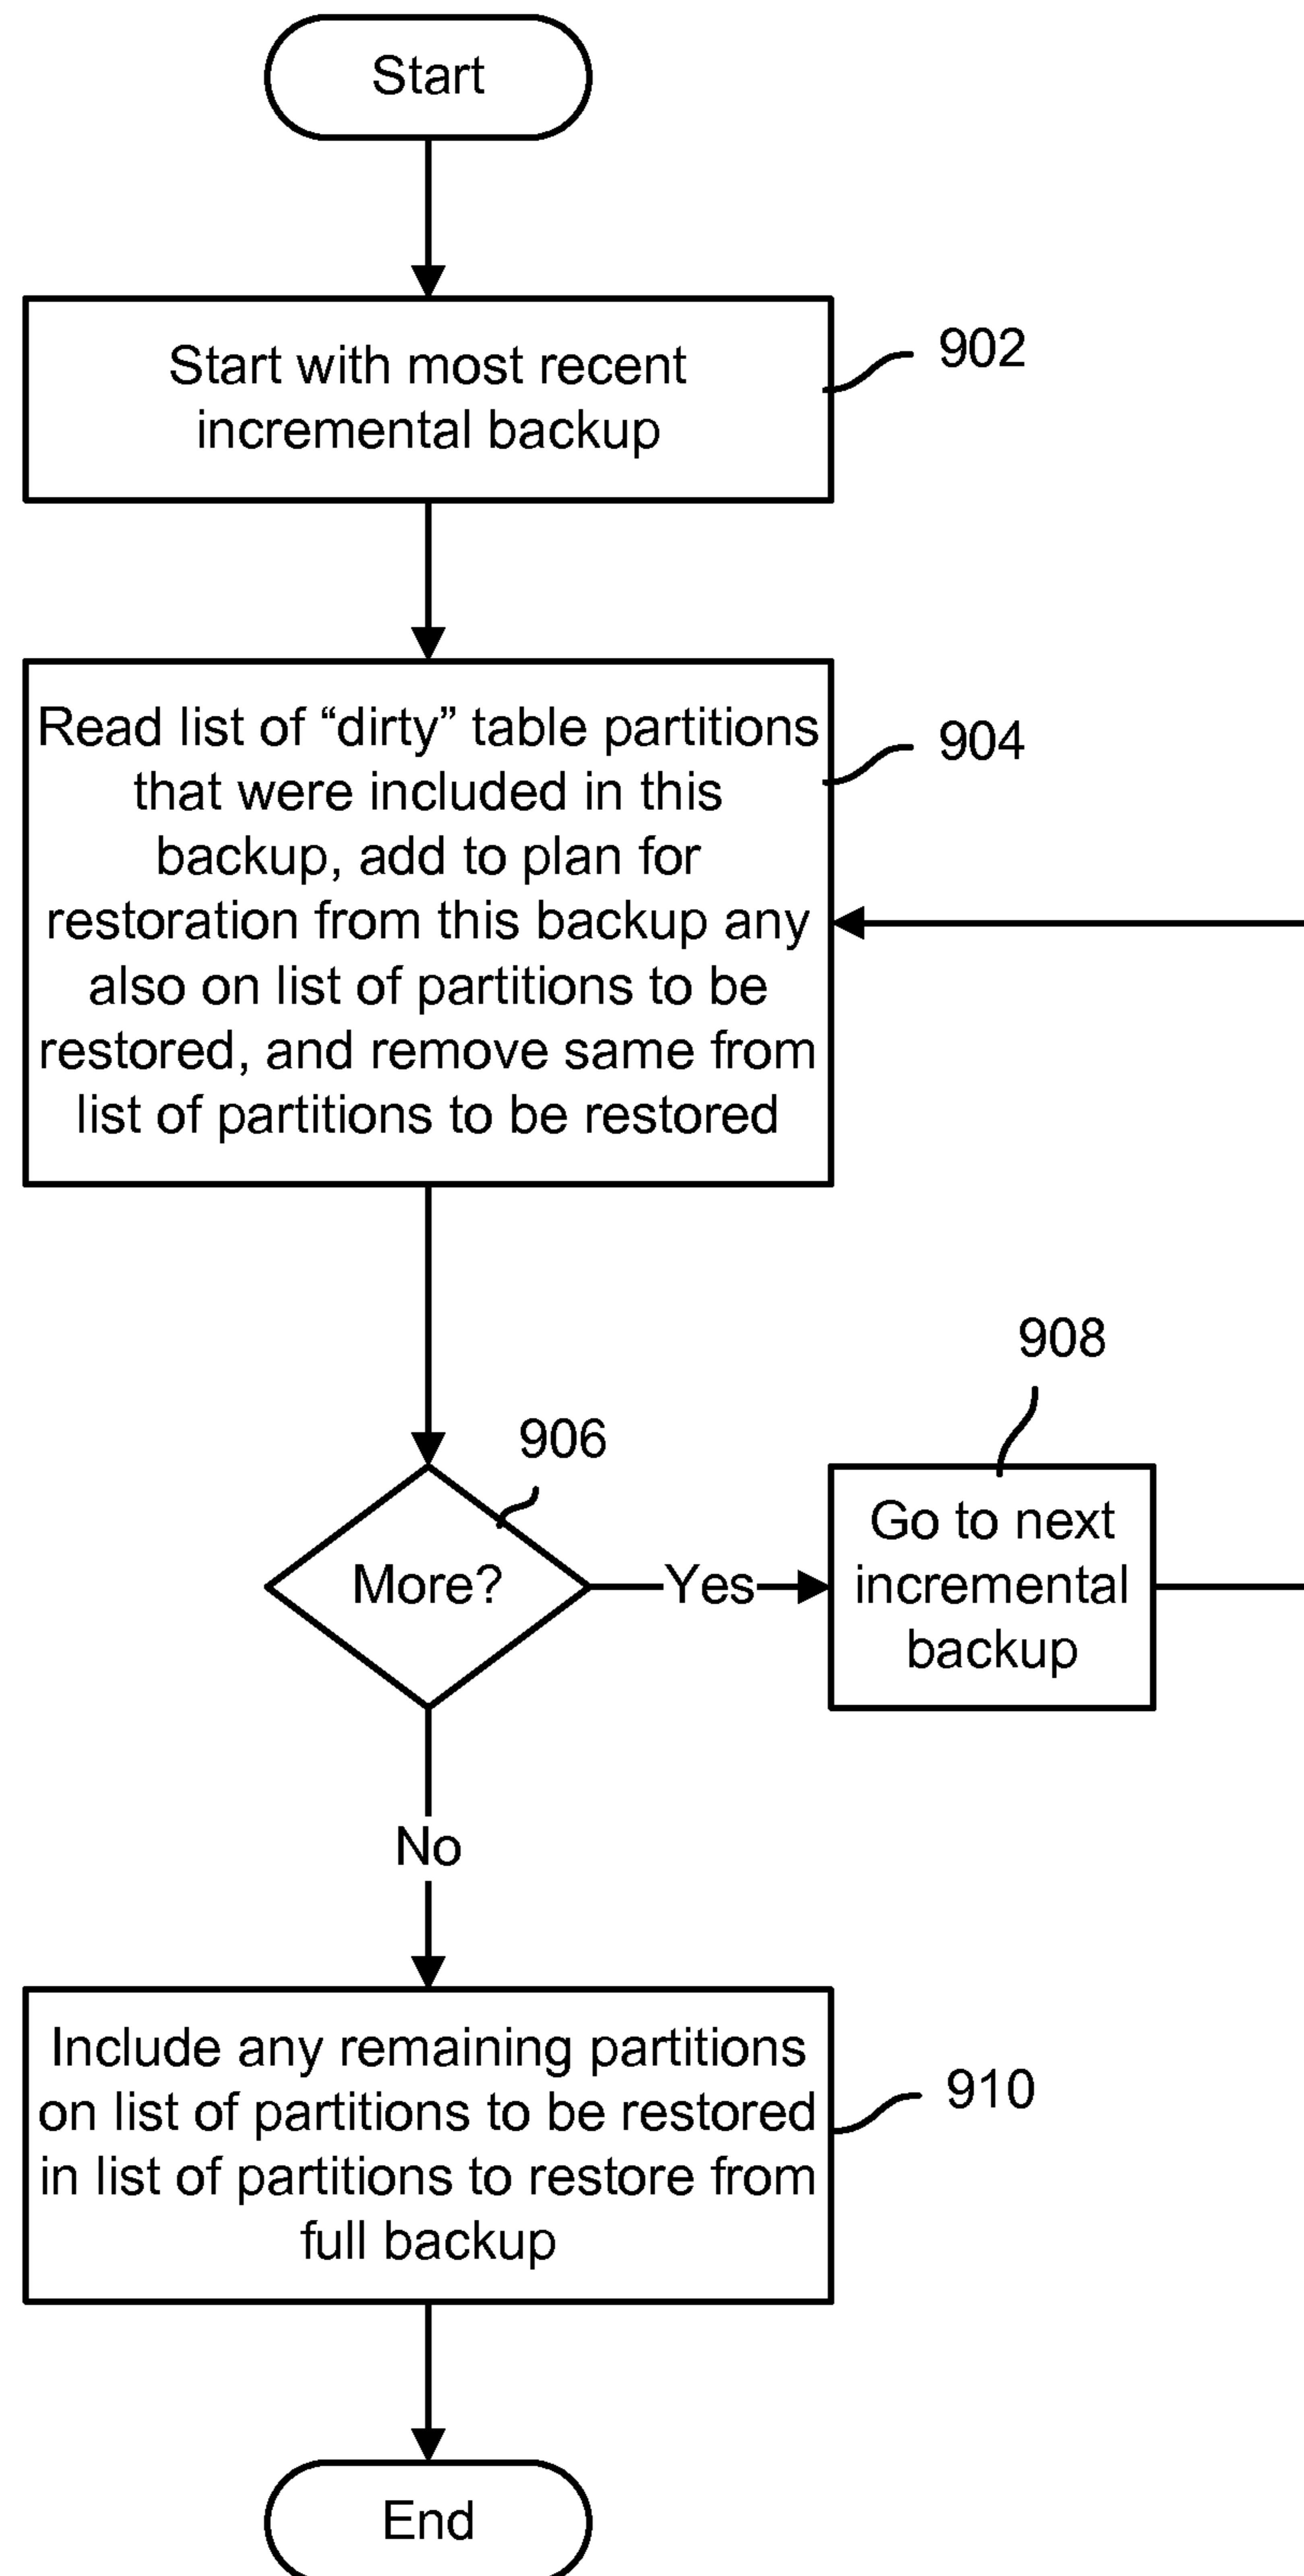 Start
Start with most recent
incremental backup
902
Read list of “dirty” table partitions
that were included in this
backup, add to plan for
restoration from this backup any
also on list of partitions to be
restored, and remove same from
list of partitions to be restored
904
906
More?
Yes
908
Go to next
incremental
backup
No
Include any remaining partitions
on list of partitions to be restored
in list of partitions to restore from
full backup
910
End